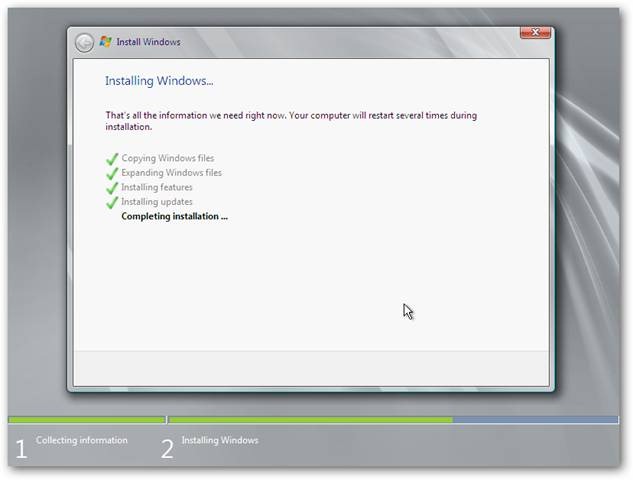 Install Windows
Installing Windows...
That's all the information we need right now. Your computer will restart several times during
installation.
Copying Windows files
Expanding Windows files
Installing features
Installing updates
Completing installation ...
1 Collecting information
2 Installing Windows